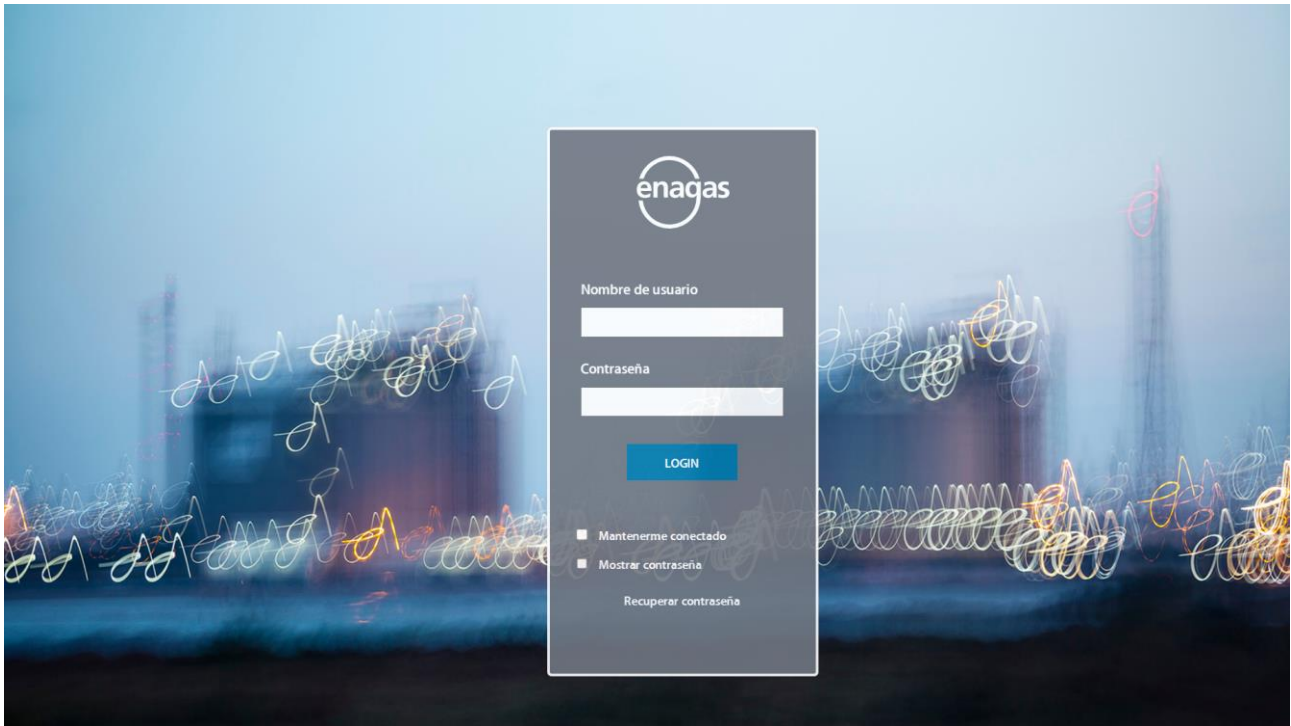 enagas
Nombre de usuario
Contraseña
LOGIN
Mantenerme conectado
Mostrar contraseña
Recuperar contraseña